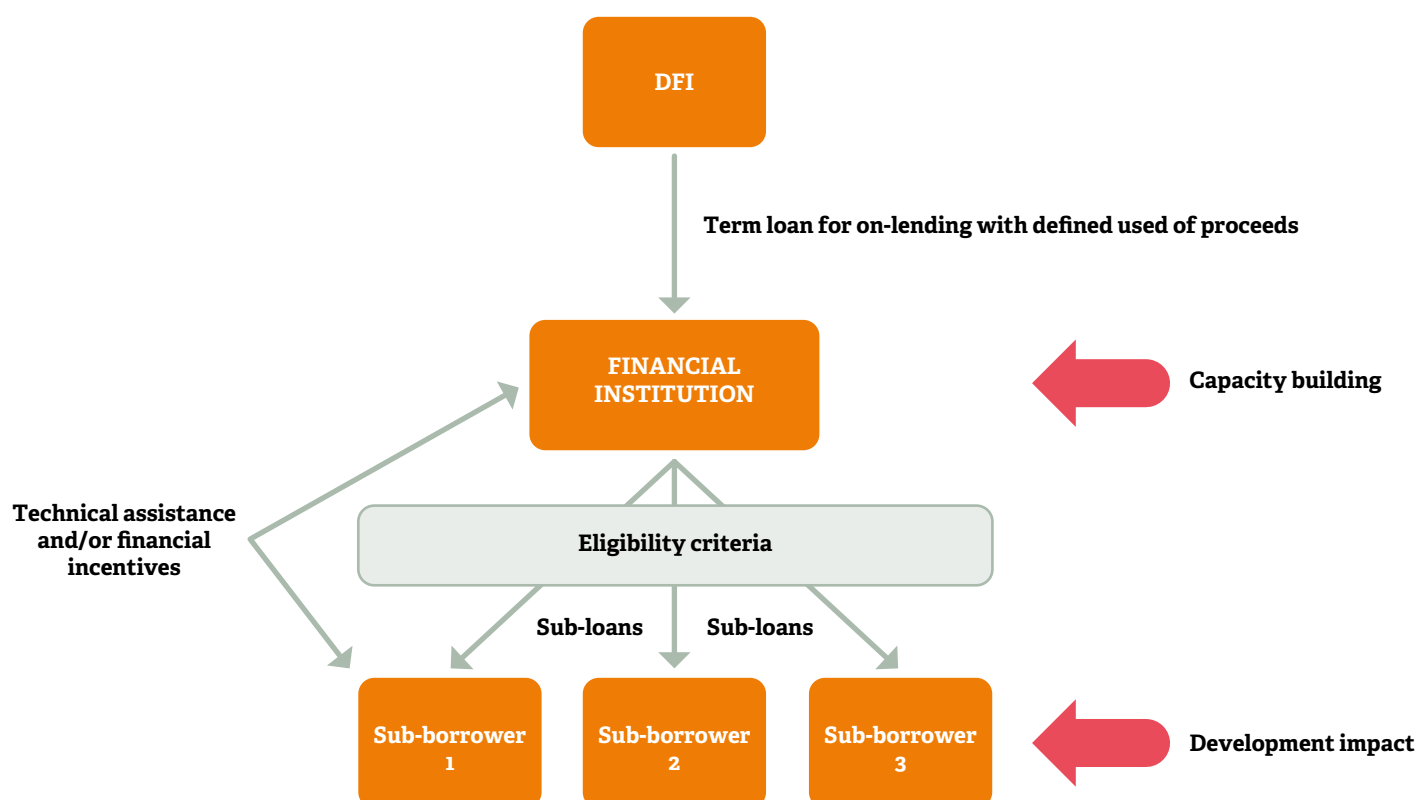 DFI
Term loan for on-lending with defined used of proceeds
FINANCIAL
INSTITUTION
Capacity building
Technical assistance
and/or financial
incentives
Eligibility criteria
Sub-loans
Sub-loans
Sub-borrower
1
Sub-borrower
2
Sub-borrower
3
Development impact